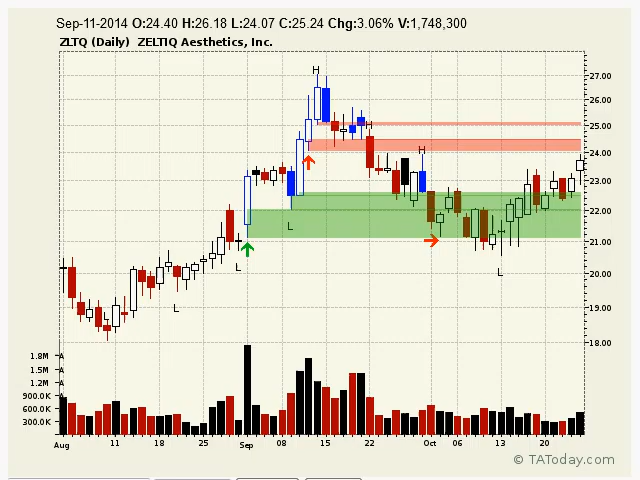 Sep-11-2014 O:24.40 H:26.18 L:24.07 C:25.24 Chg:3.06% V:1,748,300
ZLTQ (Daily) ZELTIQ Aesthetics, Inc.
H
27.00
26.00
H
25.00
H
24.00
23.00
22.00
L
21.00
L
L
20.00
L
19.00
L
18.00
1.8M
1.5M
1.2M
900.0K
600.0K
300.0K
Aug 11 18 25 Sep 08 15 22 Oct 06 13 20
© TAToday.com